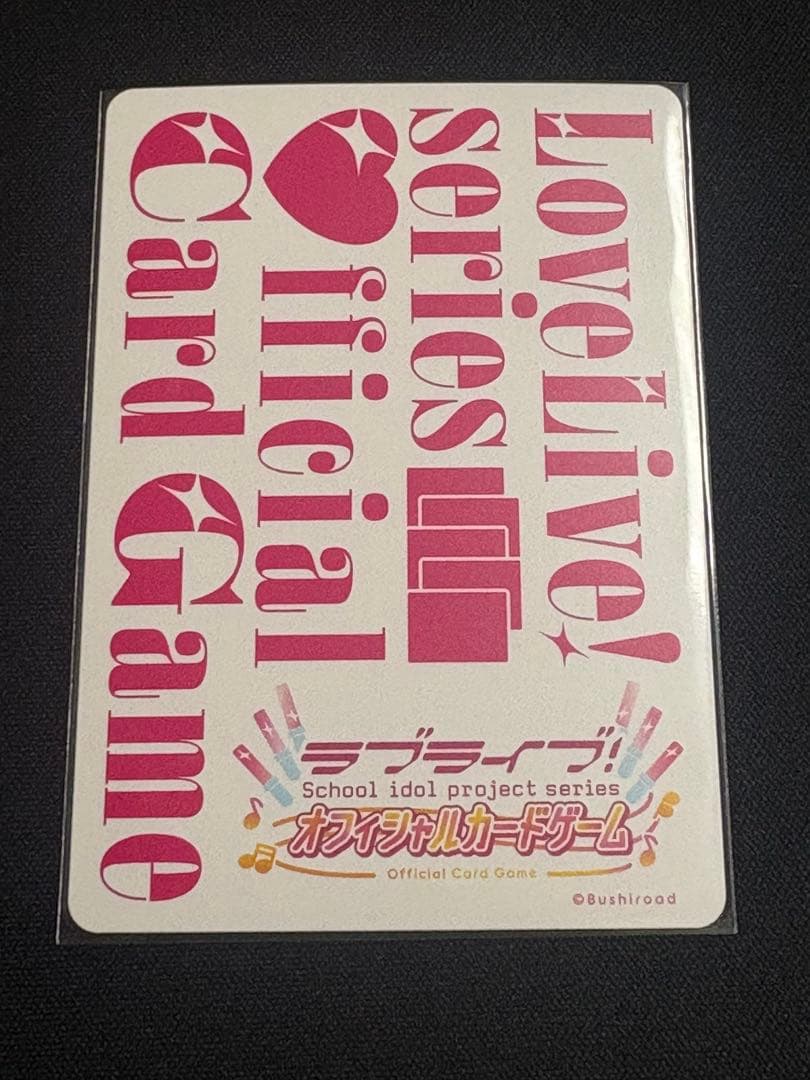 LoveLive!
series
♥fficial
Card Game
ラブライブ!
School idol project series
オフィシャルカードゲーム
Official Card Game
©Bushiroad